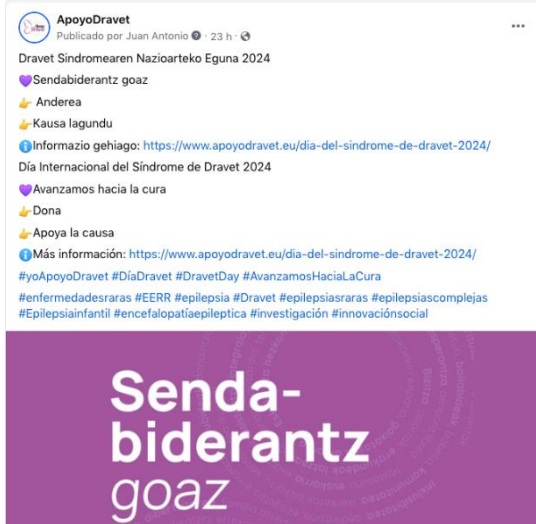 ApoyoDravet
Publicado por Juan Antonio · 23 h ·
Dravet Sindromearen Nazioarteko Eguna 2024
💜Sendabiderantz goaz
👉 Anderea
👉Kausa lagundu
ℹ️Informazio gehiago: https://www.apoyodravet.eu/dia-del-sindrome-de-dravet-2024/
Día Internacional del Síndrome de Dravet 2024
💜Avanzamos hacia la cura
👉Dona
👉Apoya la causa
ℹ️Más información: https://www.apoyodravet.eu/dia-del-sindrome-de-dravet-2024/
#yoApoyoDravet #DíaDravet #DravetDay #AvanzamosHaciaLaCura
#enfermedadesraras #EERR #epilepsia #Dravet #epilepsiasraras #epilepsiascomplejas
#Epilepsiainfantil #encefalopatíaepileptica #investigación #innovaciónsocial
Senda-
biderantz
goaz